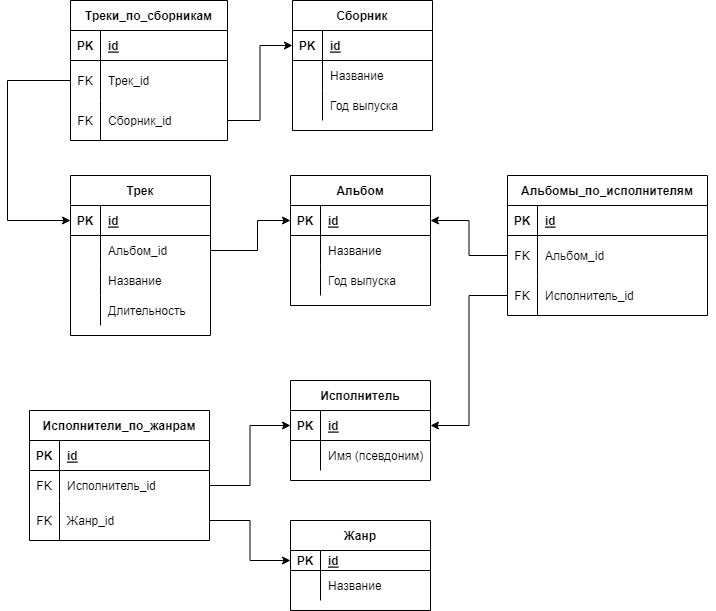 Треки_по_сборникам
PK id
FK Трек_id
FK Сборник_id
Сборник
PK id
Название
Год выпуска
Трек
PK id
Альбом_id
Название
Длительность
Альбом
PK id
Название
Год выпуска
Альбомы_по_исполнителям
PK id
FK Альбом_id
FK Исполнитель_id
Исполнители_по_жанрам
PK id
FK Исполнитель_id
FK Жанр_id
Исполнитель
PK id
Имя (псевдоним)
Жанр
PK id
Название